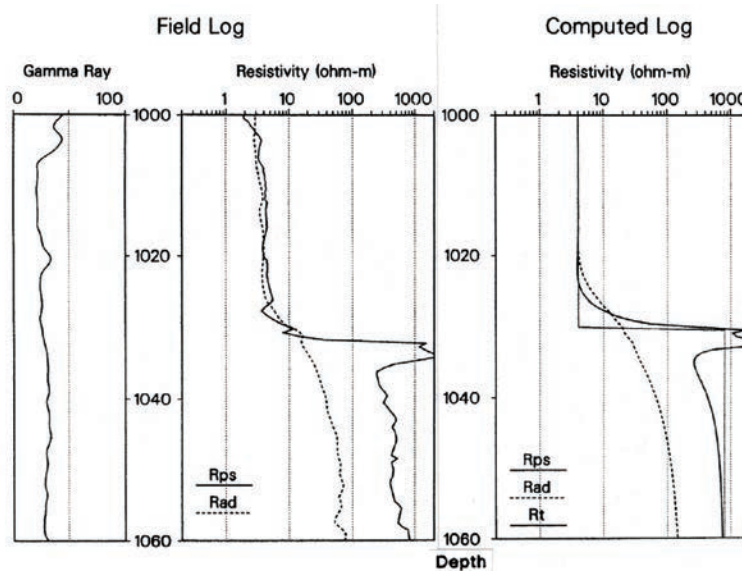 Field Log
Computed Log
Gamma Ray
Resistivity (ohm-m)
Resistivity (ohm-m)
0 100
1 10 100 1000
1 10 100 1000
1000
1000
1020
1020
1040
1040
1060
1060
Rps
Rad
Rps
Rad
Rt
Depth